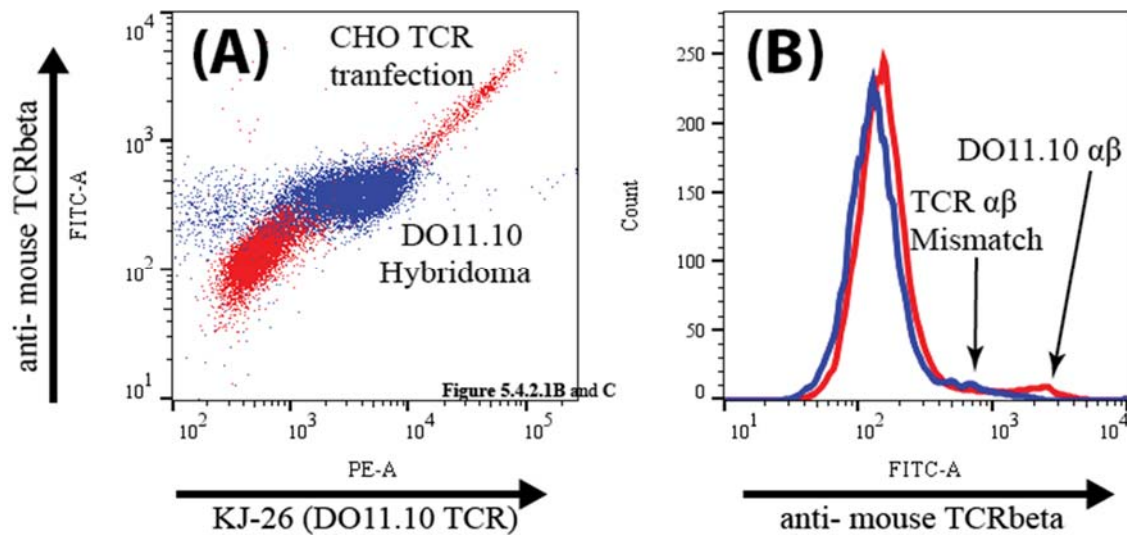 (A)
CHO TCR
tranfection
DO11.10
Hybridoma
Figure 5.4.2.1B and C
anti- mouse TCRbeta
FITC-A
10^4
10^3
10^2
10^1
10^2
10^3
10^4
10^5
PE-A
KJ-26 (DO11.10 TCR)
(B)
DO11.10 αβ
TCR αβ
Mismatch
Count
250
200
150
100
50
0
10^1
10^2
10^3
10^4
FITC-A
anti- mouse TCRbeta